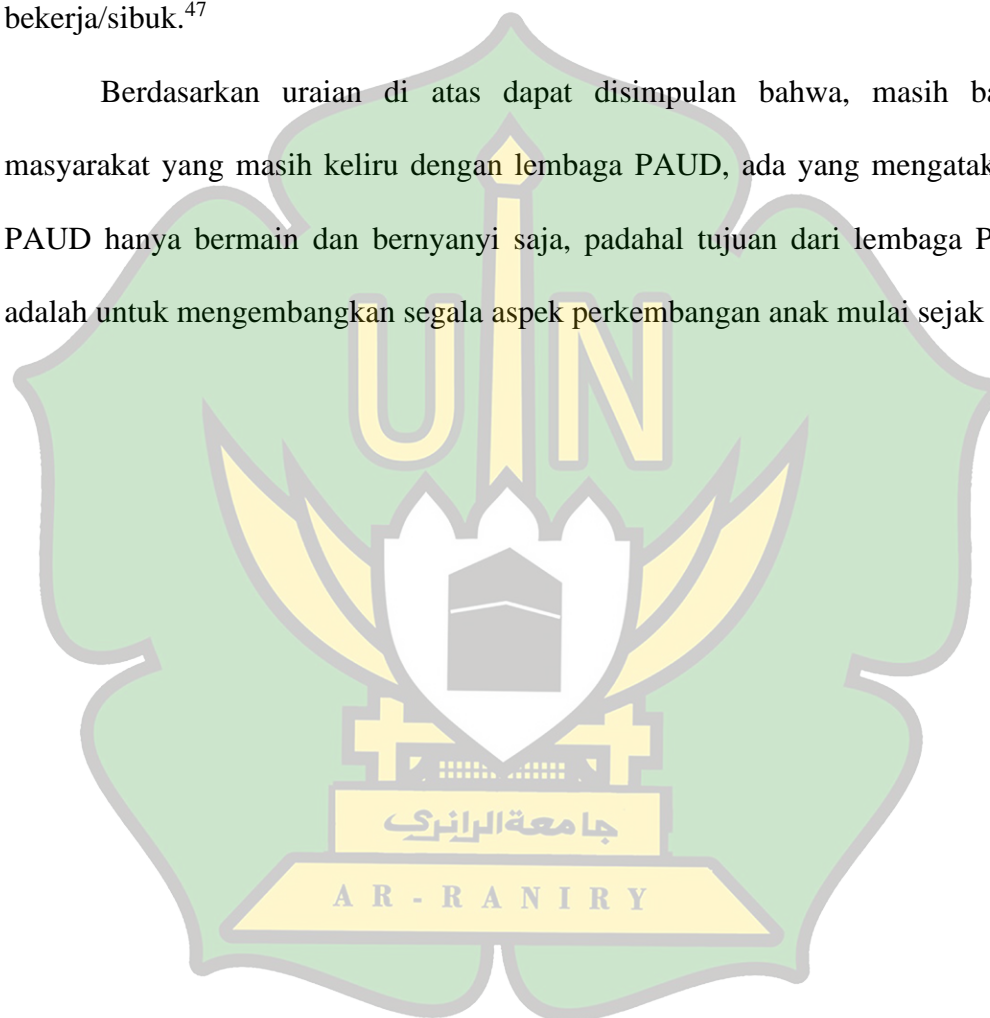 bekerja/sibuk.47
Berdasarkan uraian di atas dapat disimpulan bahwa, masih ba
masyarakat yang masih keliru dengan lembaga PAUD, ada yang mengatak
PAUD hanya bermain dan bernyanyi saja, padahal tujuan dari lembaga P
adalah untuk mengembangkan segala aspek perkembangan anak mulai sejak
UIN
جامعة الرانري
AR-RANIRY